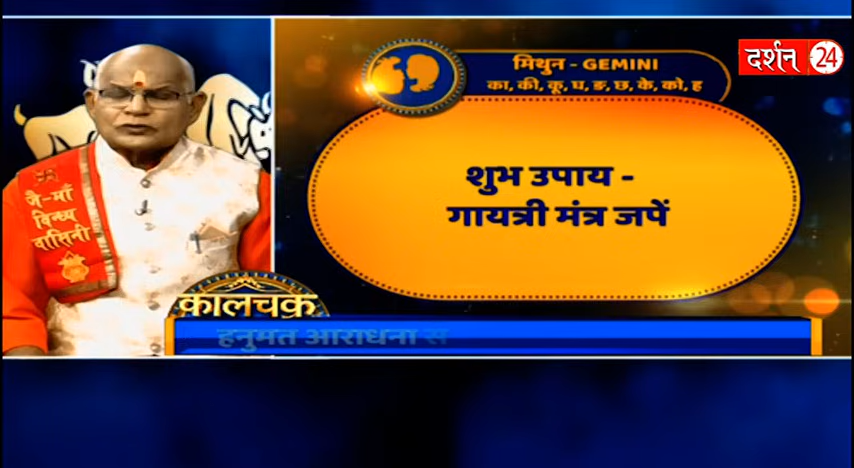 दर्शन 24
मिथुन - GEMINI
का, की, कू, घ, ङ, छ, के, को, ह
शुभ उपाय -
गायत्री मंत्र जपें
जै-माँ
विन्ध्य
वासिनी
कालचक्र
हनुमत आराधना स